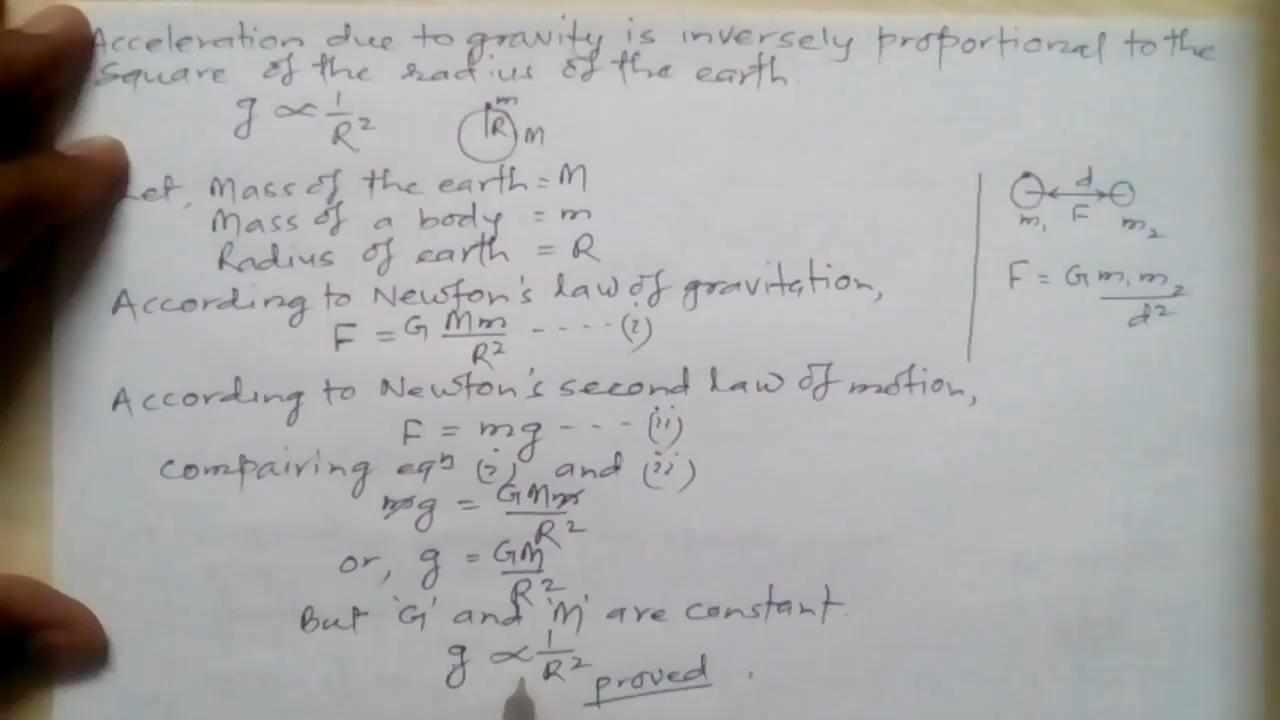 Acceleration due to gravity is inversely proportional to the
square of the radius of the earth.
g ∝ 1/R²
m
R M
Let, Mass of the earth = M
Mass of a body = m
Radius of earth = R
According to Newton's law of gravitation,
F = G Mm/R² ---- (i)
According to Newton's second law of motion,
F = mg --- (ii)
compairing eqn (i) and (ii)
mg = GMm/R²
or, g = GM/R²
But 'G' and 'M' are constant.
g ∝ 1/R² proved.
d
F
m₁ m₂
F = G m₁m₂/d²